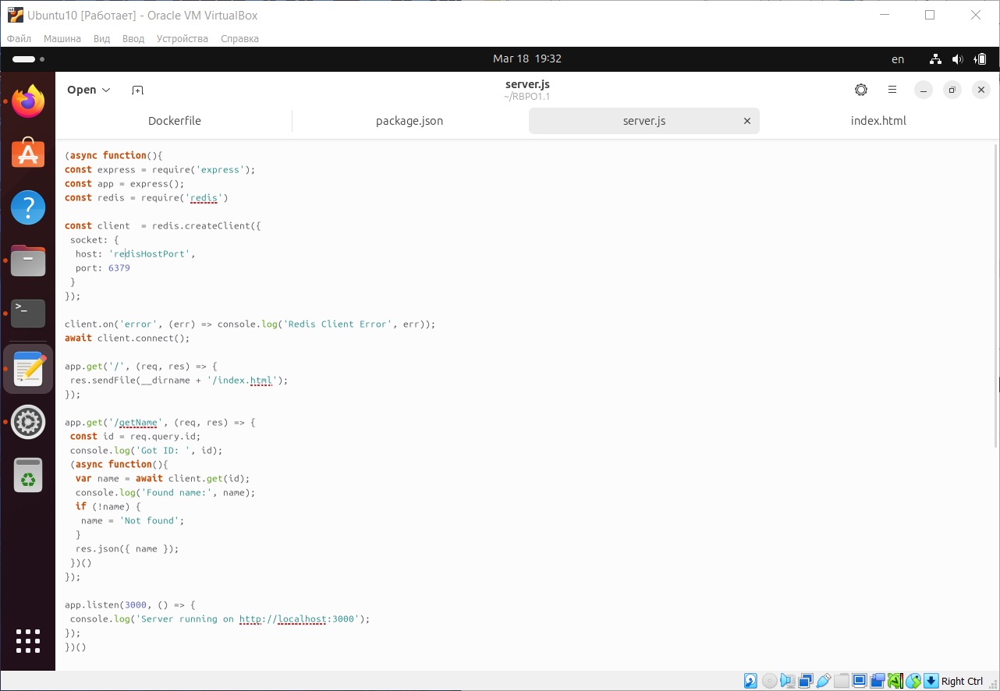 Ubuntu10 [Работает] - Oracle VM VirtualBox
Файл Машина Вид Ввод Устройства Справка
Mar 18 19:32
en
Open
server.js
~/RBPO1.1
Dockerfile
package.json
server.js
index.html
(async function(){
const express = require('express');
const app = express();
const redis = require('redis')

const client  = redis.createClient({
 socket: {
  host: 'redisHostPort',
  port: 6379
 }
});

client.on('error', (err) => console.log('Redis Client Error', err));
await client.connect();

app.get('/', (req, res) => {
 res.sendFile(__dirname + '/index.html');
});

app.get('/getName', (req, res) => {
 const id = req.query.id;
 console.log('Got ID: ', id);
 (async function(){
  var name = await client.get(id);
  console.log('Found name:', name);
  if (!name) {
   name = 'Not found';
  }
  res.json({ name });
 })()
});

app.listen(3000, () => {
 console.log('Server running on http://localhost:3000');
});
})()
Right Ctrl